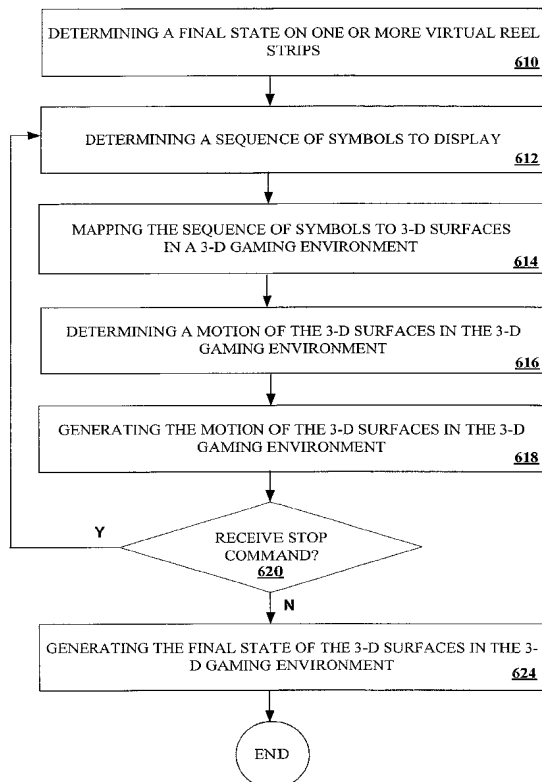 DETERMINING A FINAL STATE ON ONE OR MORE VIRTUAL REEL
STRIPS
610
DETERMINING A SEQUENCE OF SYMBOLS TO DISPLAY
612
MAPPING THE SEQUENCE OF SYMBOLS TO 3-D SURFACES
IN A 3-D GAMING ENVIRONMENT
614
DETERMINING A MOTION OF THE 3-D SURFACES IN THE 3-D
GAMING ENVIRONMENT
616
GENERATING THE MOTION OF THE 3-D SURFACES IN THE 3-D
GAMING ENVIRONMENT
618
Y
RECEIVE STOP
COMMAND?
620
N
GENERATING THE FINAL STATE OF THE 3-D SURFACES IN THE 3-
D GAMING ENVIRONMENT
624
END